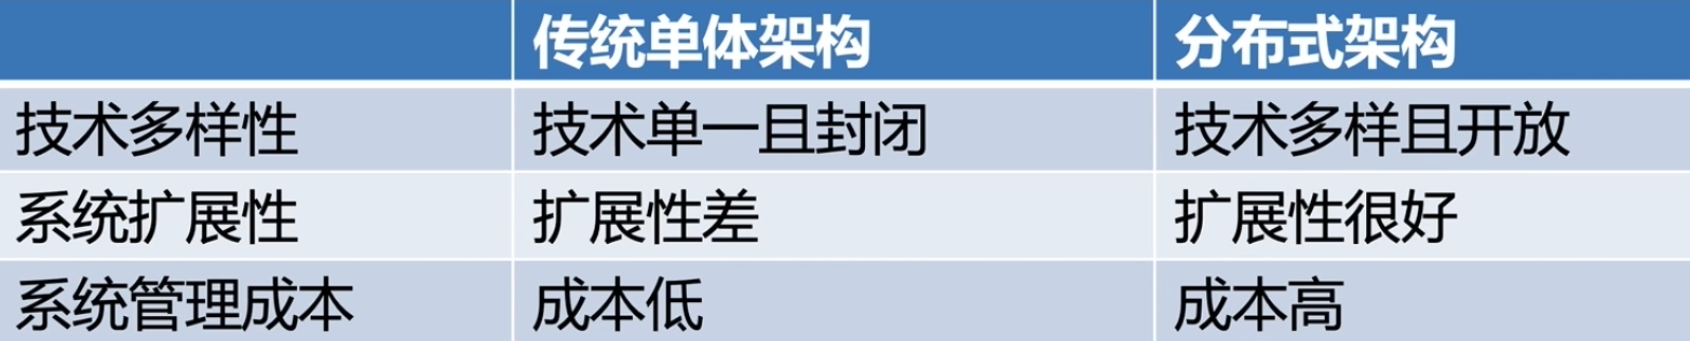 传统单体架构 分布式架构
技术多样性 技术单一且封闭 技术多样且开放
系统扩展性 扩展性差 扩展性很好
系统管理成本 成本低 成本高